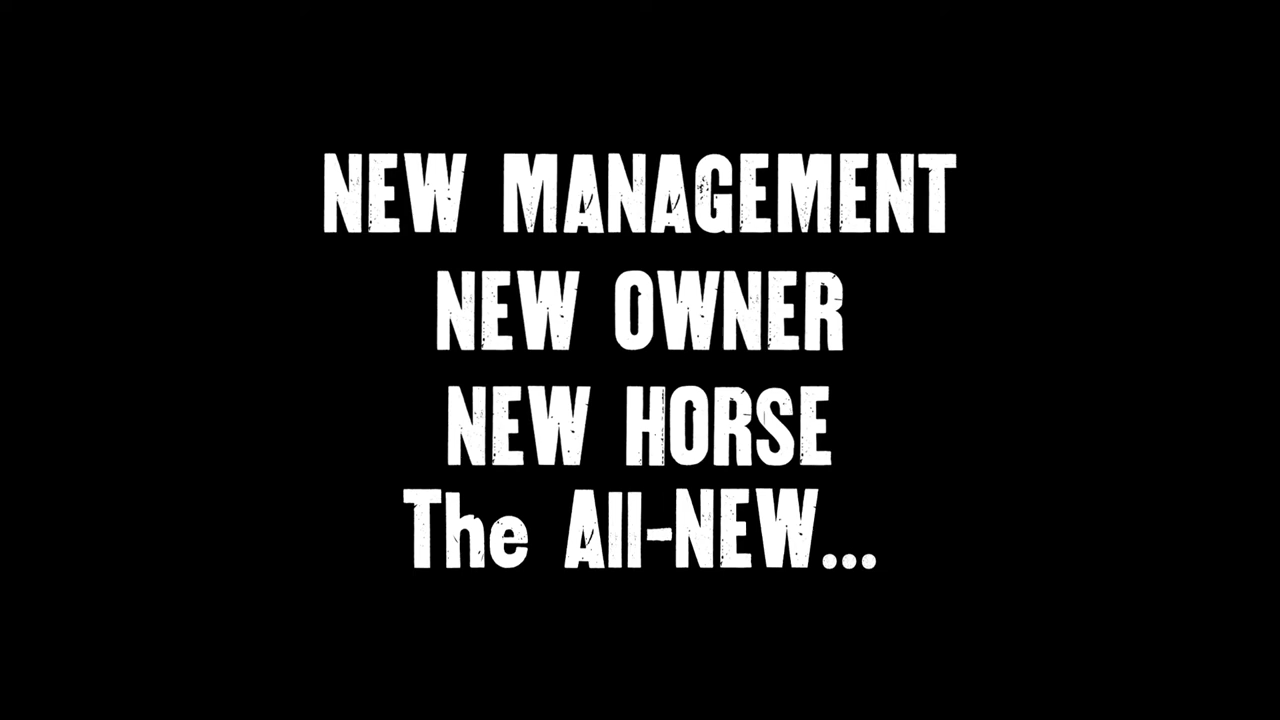 NEW MANAGEMENT
NEW OWNER
NEW HORSE
The All-NEW...